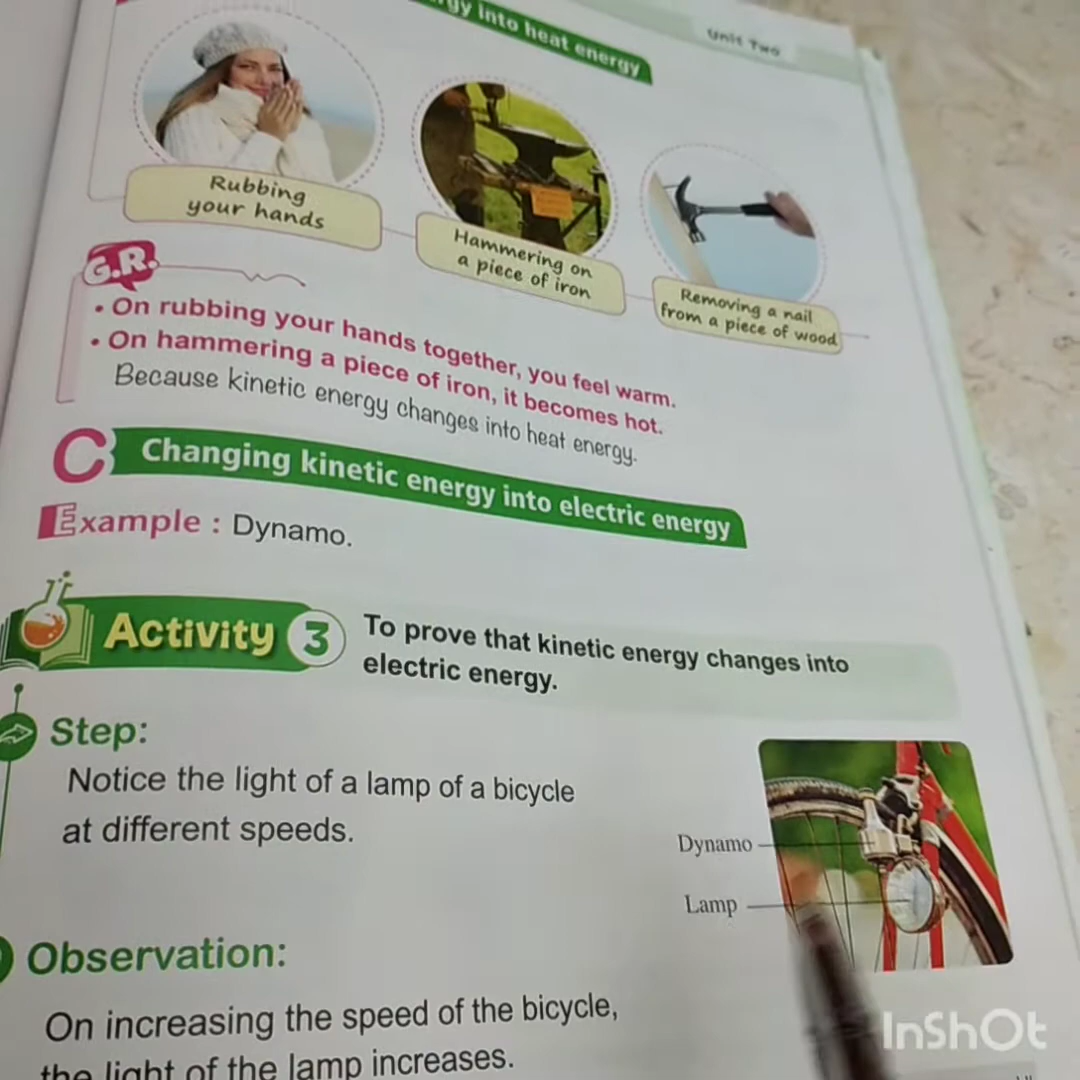 into heat energy
Unit Two
Rubbing
your hands
Hammering on
a piece of iron
Removing a nail
from a piece of wood
G.R.
• On rubbing your hands together, you feel warm.
• On hammering a piece of iron, it becomes hot.
Because kinetic energy changes into heat energy.
C Changing kinetic energy into electric energy
Example : Dynamo.
Activity 3 To prove that kinetic energy changes into
electric energy.
Step:
Notice the light of a lamp of a bicycle
at different speeds.
Dynamo
Lamp
Observation:
On increasing the speed of the bicycle,
the light of the lamp increases.
InShOt